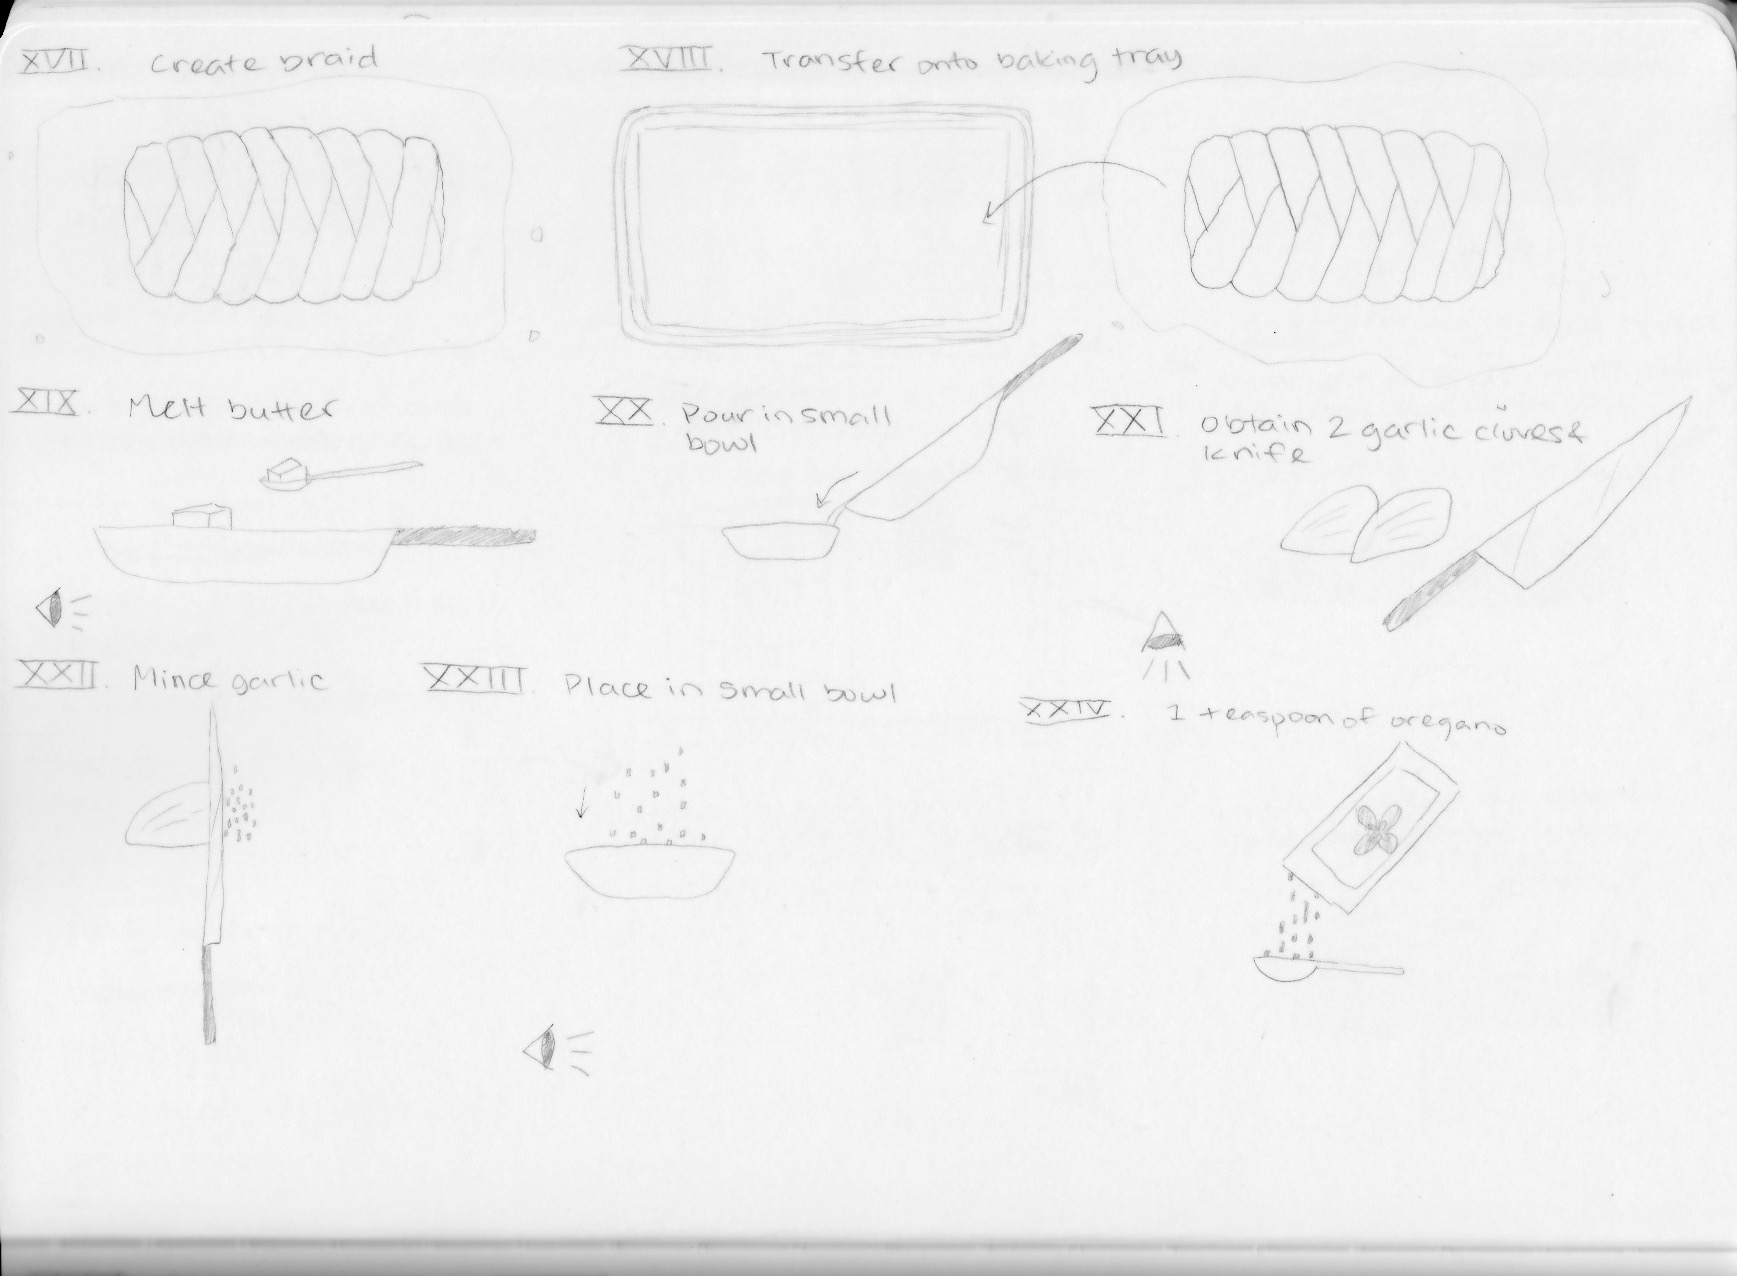 XVII. Create braid
XVIII. Transfer onto baking tray
XIX. Melt butter
XX. Pour in small
bowl
XXI. Obtain 2 garlic cloves &
knife
XXII. Mince garlic
XXIII. Place in small bowl
XXIV. 1 teaspoon of oregano